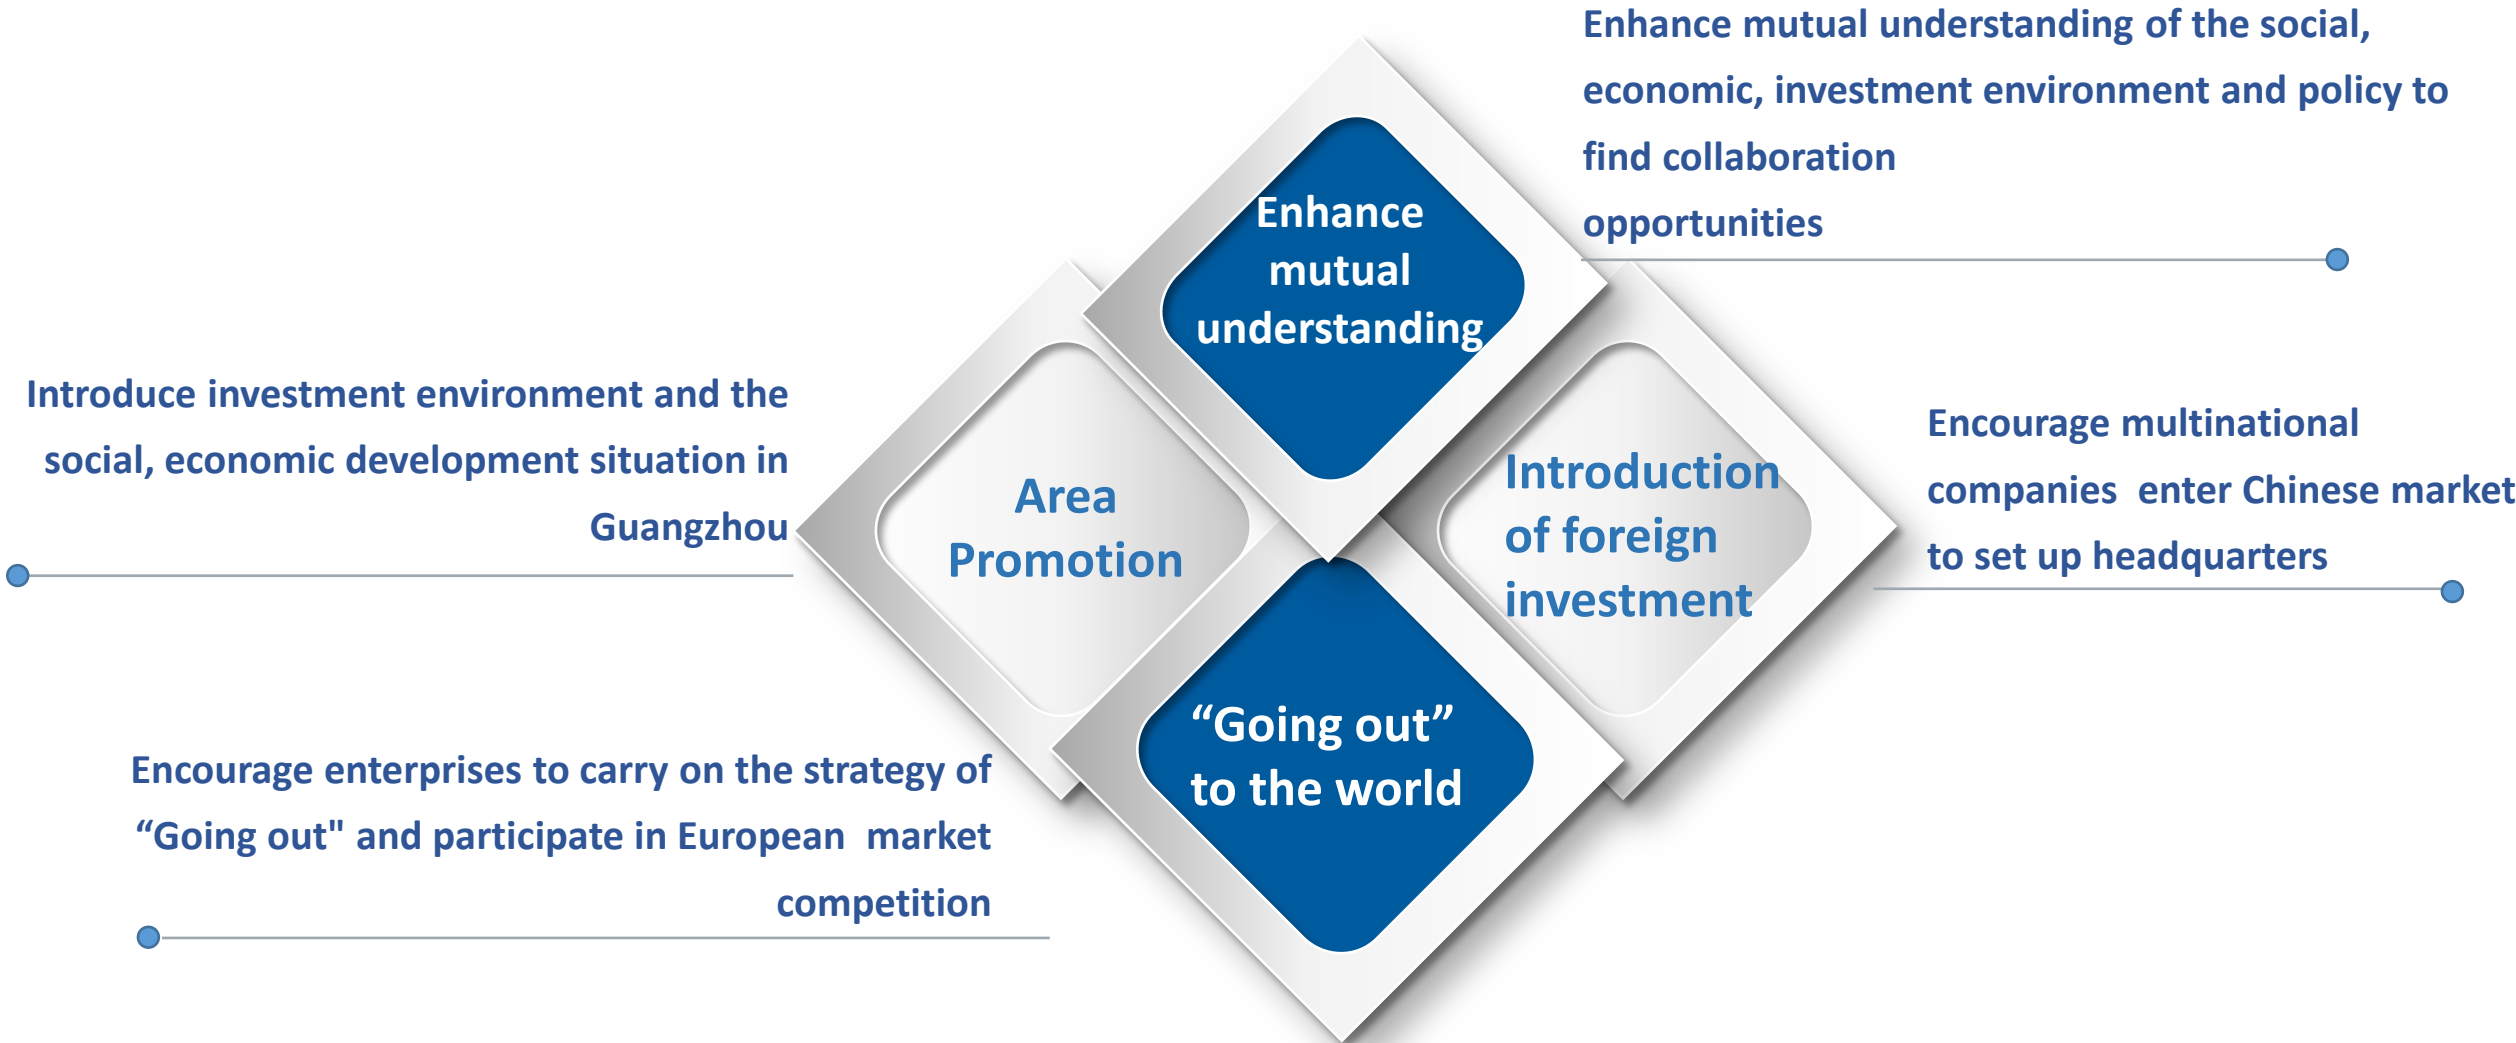 Enhance mutual understanding of the social,
economic, investment environment and policy to
find collaboration
opportunities
Enhance
mutual
understanding
Introduce investment environment and the
social, economic development situation in
Guangzhou
Area
Promotion
Introduction
of foreign
investment
Encourage multinational
companies  enter Chinese market
to set up headquarters
“Going out”
to the world
Encourage enterprises to carry on the strategy of
“Going out" and participate in European  market
competition